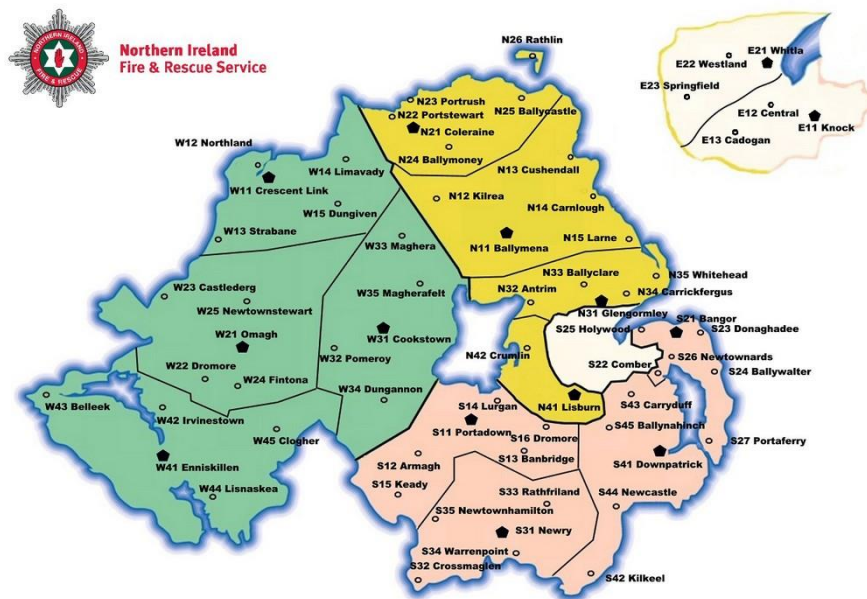 NORTHERN IRELAND
FIRE & RESCUE
Northern Ireland
Fire & Rescue Service
N26 Rathlin
E21 Whitla
E22 Westland
E23 Springfield
E12 Central
E11 Knock
E13 Cadogan
N23 Portrush
N22 Portstewart
N25 Ballycastle
N21 Coleraine
N24 Ballymoney
W12 Northland
W14 Limavady
N13 Cushendall
W11 Crescent Link
N12 Kilrea
W15 Dungiven
N14 Carnlough
W13 Strabane
W33 Maghera
N11 Ballymena
N15 Larne
N33 Ballyclare
N35 Whitehead
W23 Castlederg
W35 Magherafelt
N32 Antrim
N34 Carrickfergus
W25 Newtownstewart
N31 Glengormley
S21 Bangor
W21 Omagh
W31 Cookstown
S25 Holywood
S23 Donaghadee
W32 Pomeroy
N42 Crumlin
S26 Newtownards
W22 Dromore
S22 Comber
S24 Ballywalter
W24 Fintona
W43 Belleek
W34 Dungannon
S14 Lurgan
N41 Lisburn
S43 Carryduff
W42 Irvinestown
S11 Portadown
S45 Ballynahinch
W45 Clogher
S16 Dromore
S27 Portaferry
S13 Banbridge
S12 Armagh
S41 Downpatrick
W41 Enniskillen
S15 Keady
W44 Lisnaskea
S33 Rathfriland
S44 Newcastle
S35 Newtownhamilton
S31 Newry
S34 Warrenpoint
S32 Crossmaglen
S42 Kilkeel